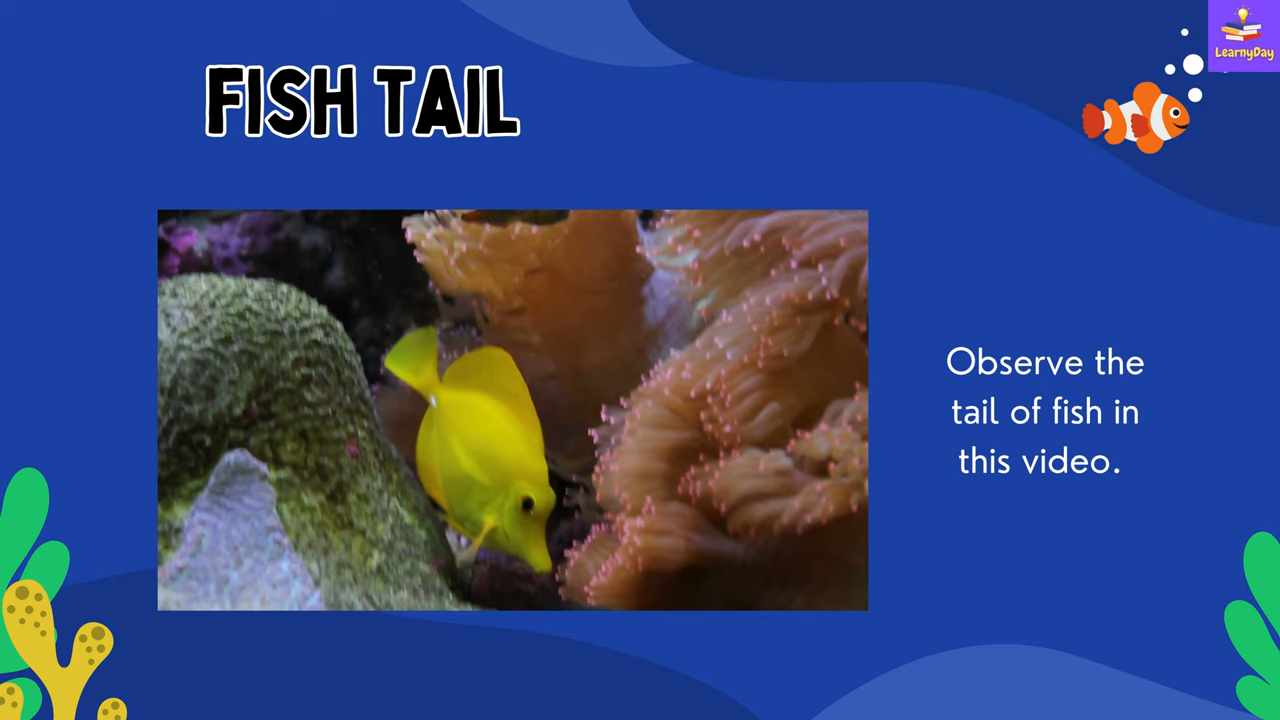 LearnyDay
FISH TAIL
Observe the
tail of fish in
this video.